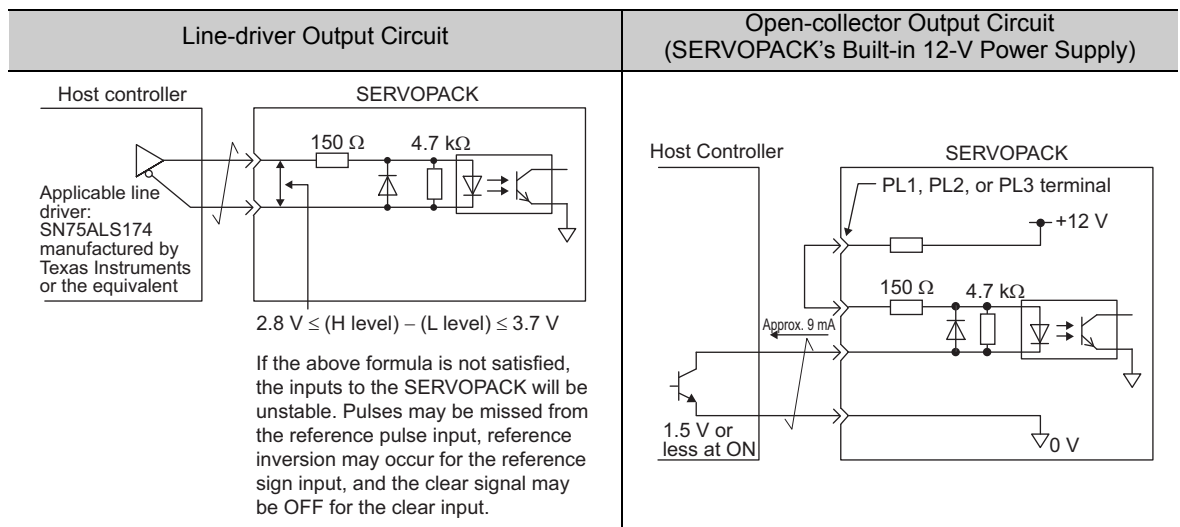 Line-driver Output Circuit
Open-collector Output Circuit
(SERVOPACK's Built-in 12-V Power Supply)
Host controller
SERVOPACK
150 Ω
4.7 kΩ
Applicable line
driver:
SN75ALS174
manufactured by
Texas Instruments
or the equivalent
2.8 V ≤ (H level) – (L level) ≤ 3.7 V
If the above formula is not satisfied,
the inputs to the SERVOPACK will be
unstable. Pulses may be missed from
the reference pulse input, reference
inversion may occur for the reference
sign input, and the clear signal may
be OFF for the clear input.
Host Controller
SERVOPACK
PL1, PL2, or PL3 terminal
+12 V
150 Ω
4.7 kΩ
Approx. 9 mA
1.5 V or
less at ON
0 V